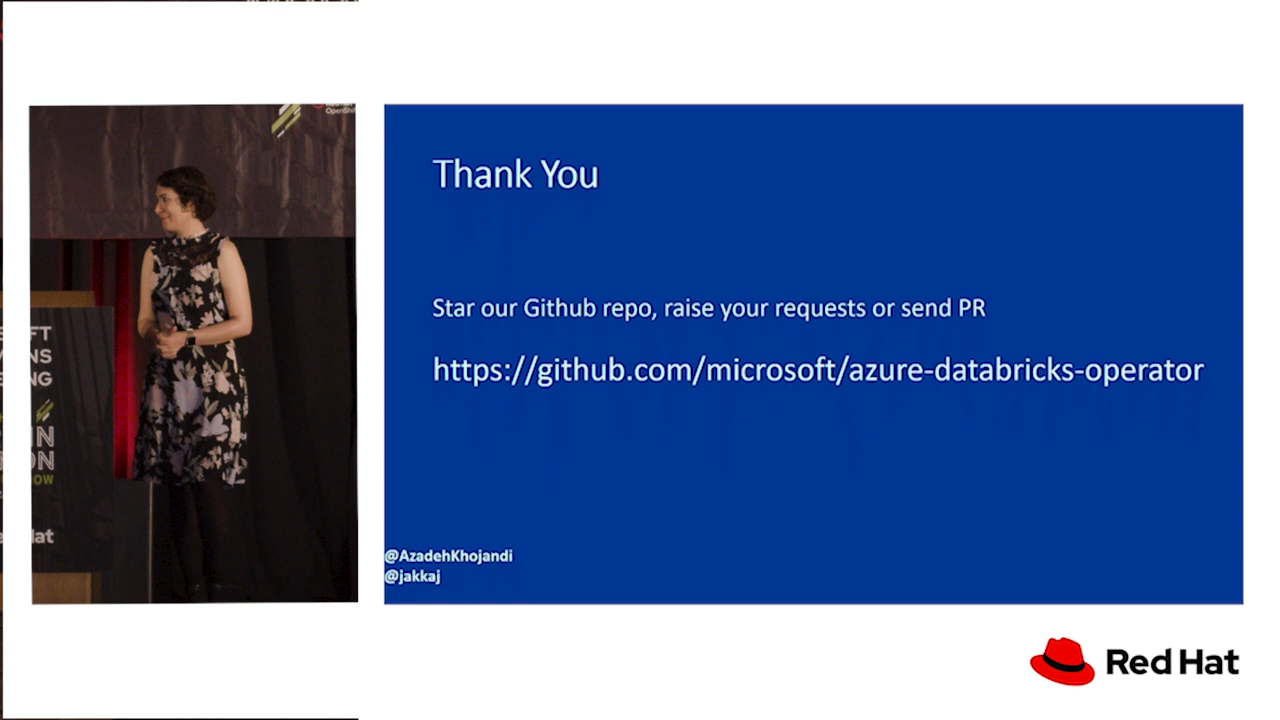 Thank You
Star our Github repo, raise your requests or send PR
https://github.com/microsoft/azure-databricks-operator
@AzadehKhojandi
@jakkaj
Red Hat